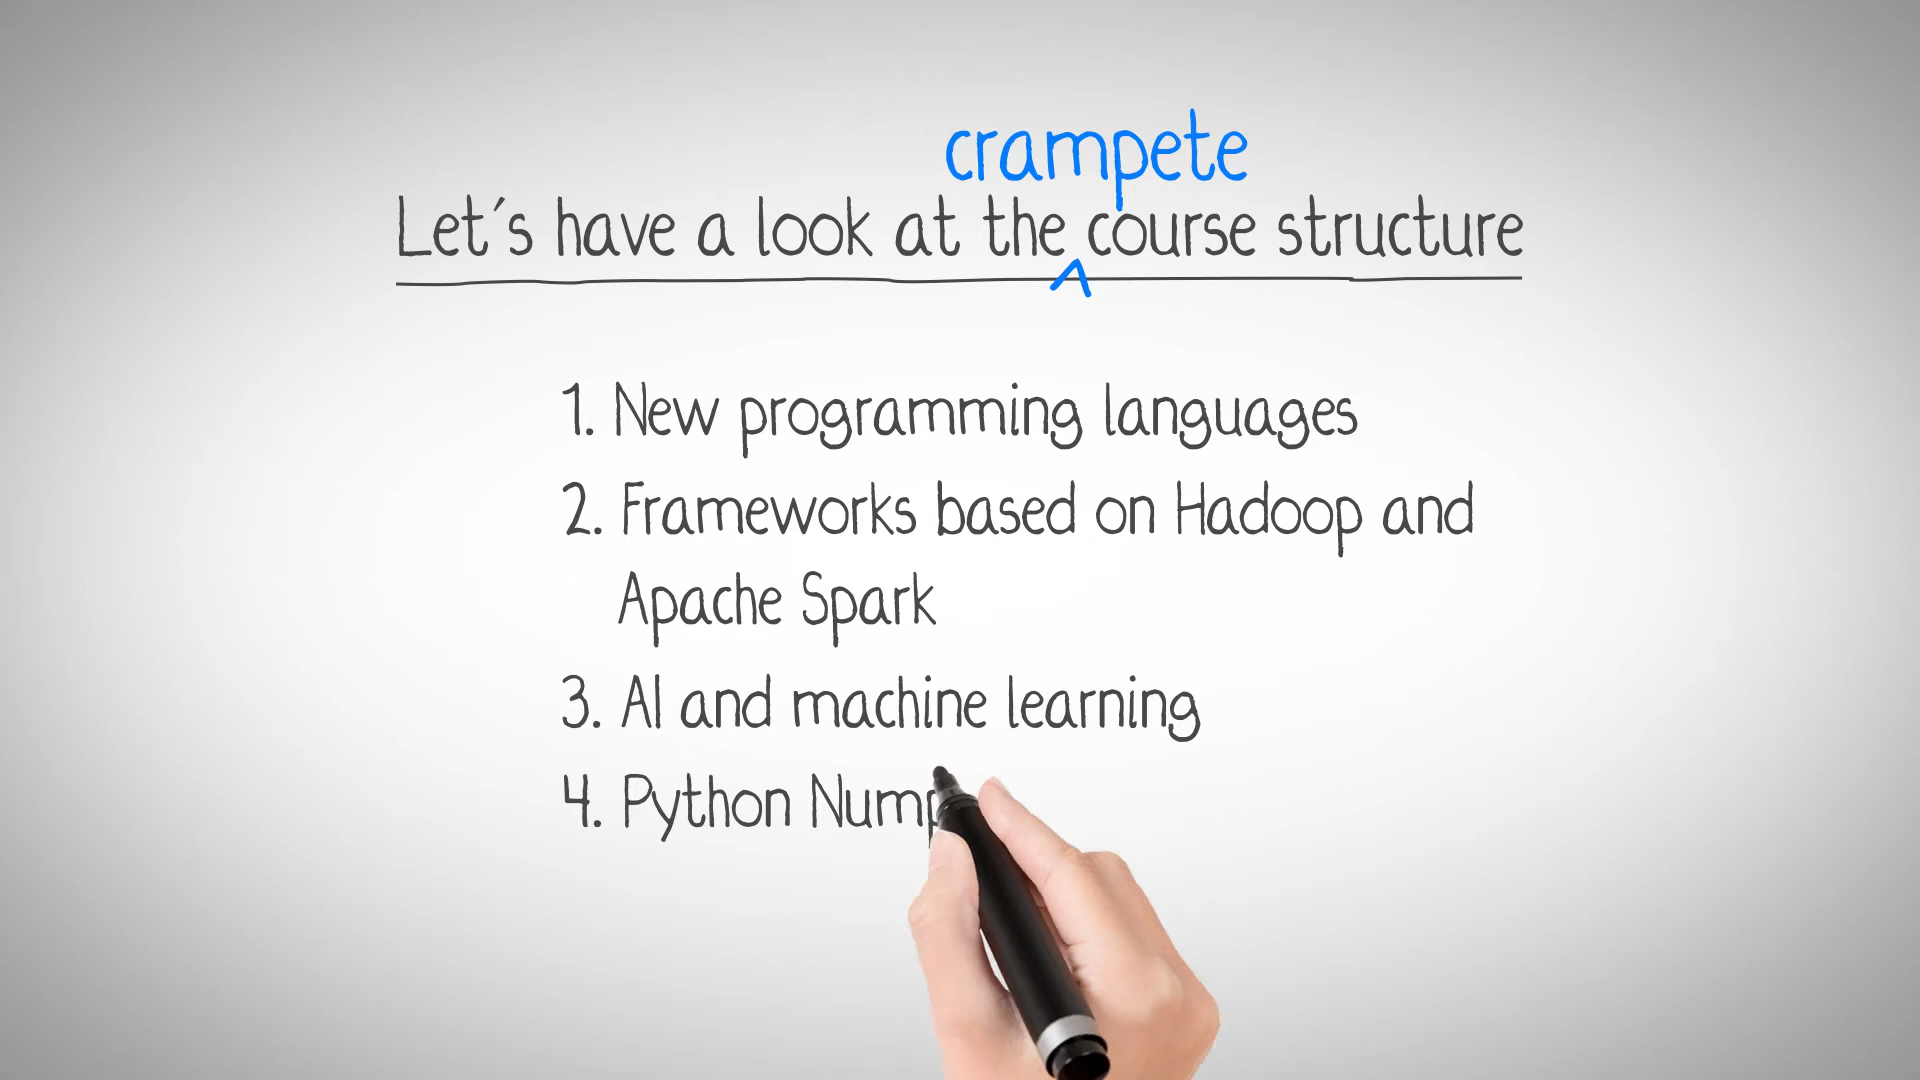 crampete
Let's have a look at the course structure
^
1. New programming languages
2. Frameworks based on Hadoop and
Apache Spark
3. AI and machine learning
4. Python